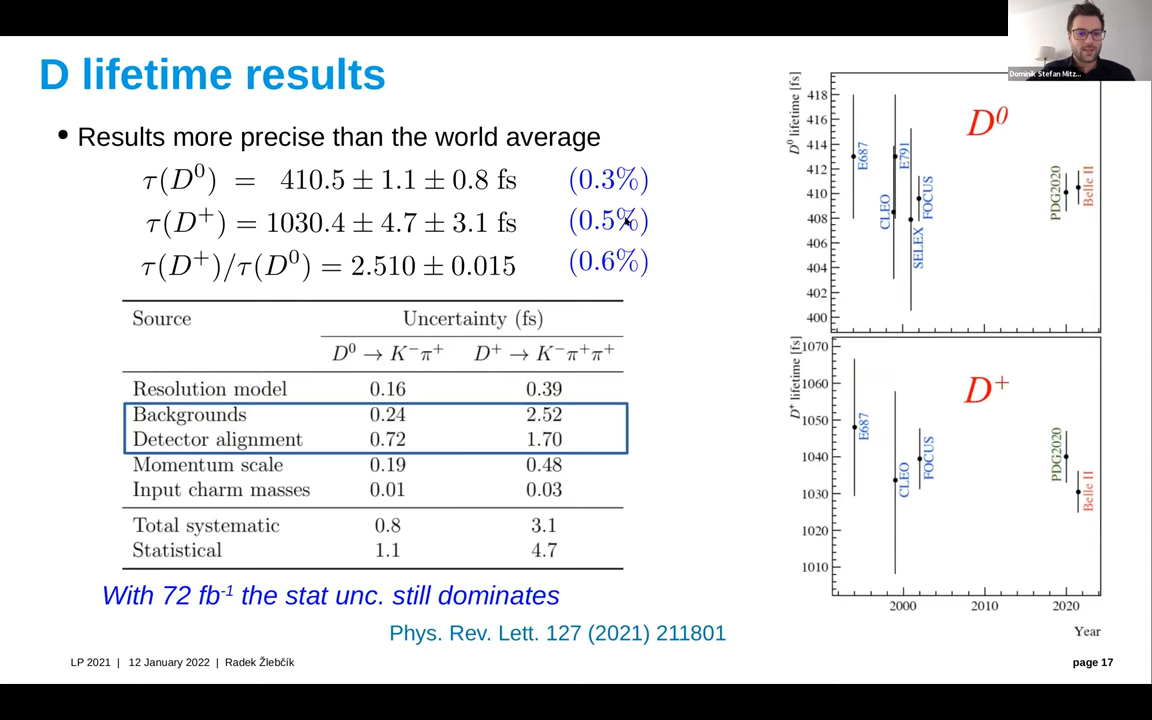 D lifetime results
Dominik Stefan Mitz...
• Results more precise than the world average
τ(D⁰) = 410.5 ± 1.1 ± 0.8 fs (0.3%)
τ(D⁺) = 1030.4 ± 4.7 ± 3.1 fs (0.5%)
τ(D⁺)/τ(D⁰) = 2.510 ± 0.015 (0.6%)
Source Uncertainty (fs)
D⁰ → K⁻π⁺ D⁺ → K⁻π⁺π⁺
Resolution model 0.16 0.39
Backgrounds 0.24 2.52
Detector alignment 0.72 1.70
Momentum scale 0.19 0.48
Input charm masses 0.01 0.03
Total systematic 0.8 3.1
Statistical 1.1 4.7
With 72 fb⁻¹ the stat unc. still dominates
Phys. Rev. Lett. 127 (2021) 211801
D⁰ lifetime [fs]
418
416
414
412
410
408
406
404
402
400
D⁰
E687
CLEO
E791
SELEX
FOCUS
PDG2020
Belle II
D⁺ lifetime [fs]
1070
1060
1050
1040
1030
1020
1010
D⁺
E687
CLEO
FOCUS
PDG2020
Belle II
2000 2010 2020
Year
LP 2021 | 12 January 2022 | Radek Žlebčík
page 17